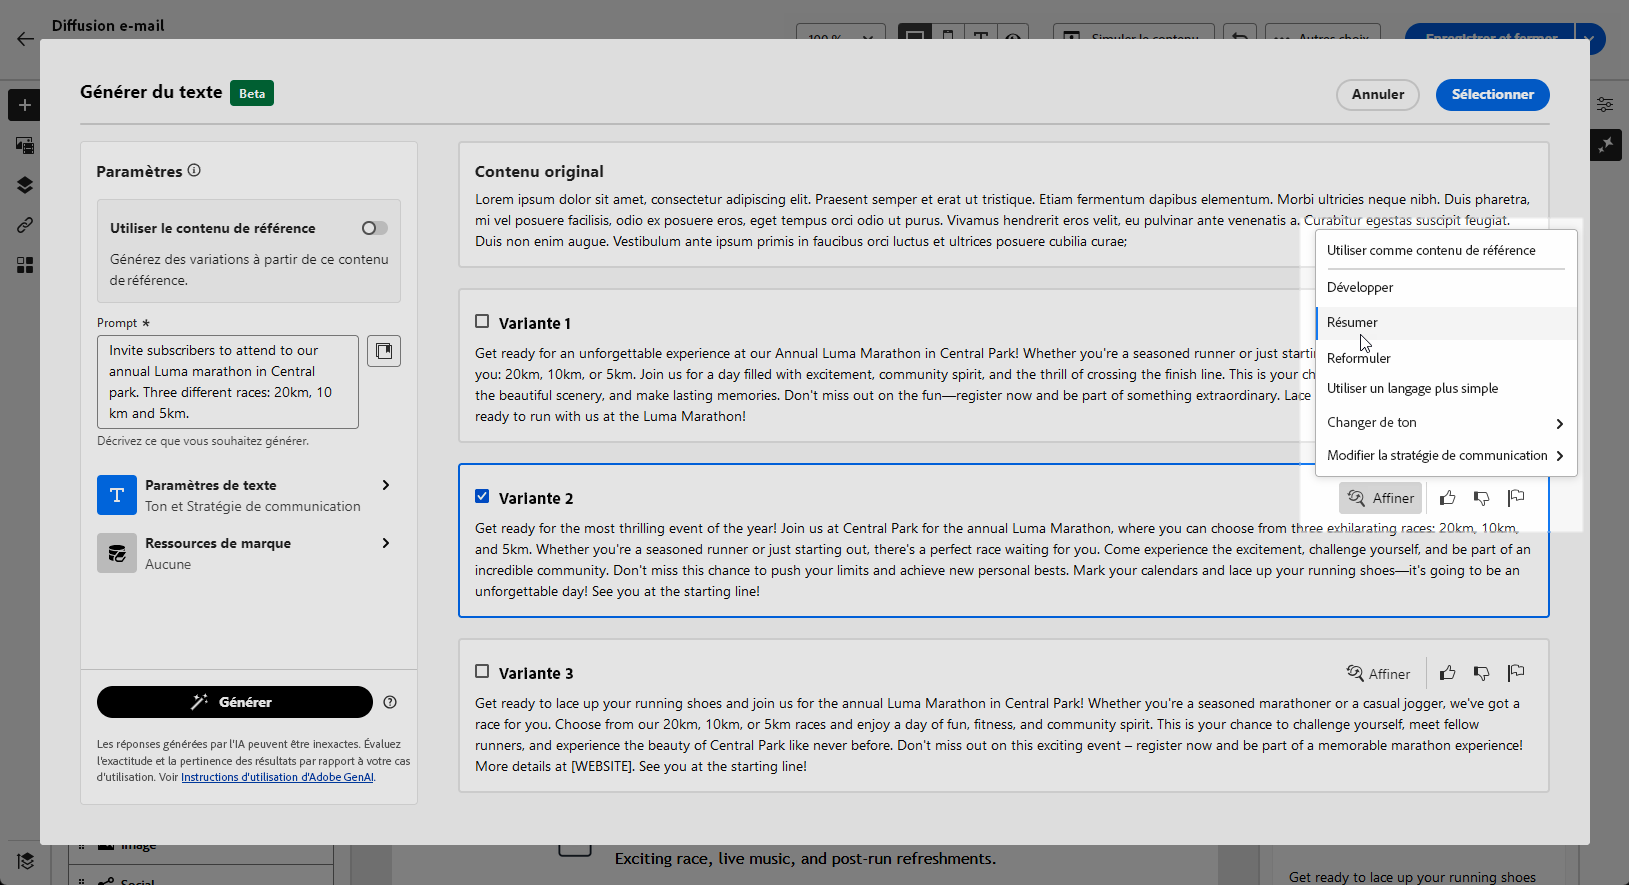 Diffusion e-mail
100 %
Simuler le contenu
Autres choix
Enregistrer et fermer
Générer du texte
Beta
Annuler
Sélectionner
Paramètres
Utiliser le contenu de référence
Générez des variations à partir de ce contenu
de référence.
Prompt *
Invite subscribers to attend to our
annual Luma marathon in Central
park. Three different races: 20km, 10
km and 5km.
Décrivez ce que vous souhaitez générer.
T
Paramètres de texte
Ton et Stratégie de communication
Ressources de marque
Aucune
Générer
Les réponses générées par l'IA peuvent être inexactes. Évaluez
l'exactitude et la pertinence des résultats par rapport à votre cas
d'utilisation. Voir Instructions d'utilisation d'Adobe GenAI.
Contenu original
Lorem ipsum dolor sit amet, consectetur adipiscing elit. Praesent semper et erat ut tristique. Etiam fermentum dapibus elementum. Morbi ultricies neque nibh. Duis pharetra,
mi vel posuere facilisis, odio ex posuere eros, eget tempus orci odio ut purus. Vivamus hendrerit eros velit, eu pulvinar ante venenatis a. Curabitur egestas suscipit feugiat.
Duis non enim augue. Vestibulum ante ipsum primis in faucibus orci luctus et ultrices posuere cubilia curae;
Utiliser comme contenu de référence
Développer
Résumer
Reformuler
Utiliser un langage plus simple
Changer de ton
Modifier la stratégie de communication
Variante 1
Get ready for an unforgettable experience at our Annual Luma Marathon in Central Park! Whether you're a seasoned runner or just starti
you: 20km, 10km, or 5km. Join us for a day filled with excitement, community spirit, and the thrill of crossing the finish line. This is your ch
the beautiful scenery, and make lasting memories. Don't miss out on the fun—register now and be part of something extraordinary. Lace
ready to run with us at the Luma Marathon!
Variante 2
Affiner
Get ready for the most thrilling event of the year! Join us at Central Park for the annual Luma Marathon, where you can choose from three exhilarating races: 20km, 10km,
and 5km. Whether you're a seasoned runner or just starting out, there's a perfect race waiting for you. Come experience the excitement, challenge yourself, and be part of an
incredible community. Don't miss this chance to push your limits and achieve new personal bests. Mark your calendars and lace up your running shoes—it's going to be an
unforgettable day! See you at the starting line!
Variante 3
Affiner
Get ready to lace up your running shoes and join us for the annual Luma Marathon in Central Park! Whether you're a seasoned marathoner or a casual jogger, we've got a
race for you. Choose from our 20km, 10km, or 5km races and enjoy a day of fun, fitness, and community spirit. This is your chance to challenge yourself, meet fellow
runners, and experience the beauty of Central Park like never before. Don't miss out on this exciting event – register now and be part of a memorable marathon experience!
More details at [WEBSITE]. See you at the starting line!
Image
Social
Exciting race, live music, and post-run refreshments.
Get ready to lace up your running shoes